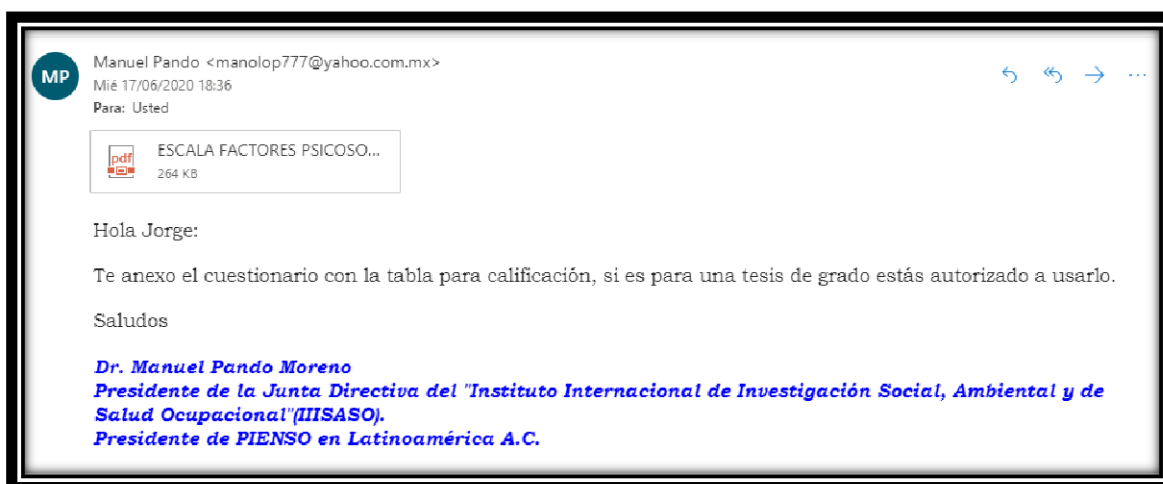 MP
Manuel Pando <manolop777@yahoo.com.mx>
Mié 17/06/2020 18:36
Para: Usted
pdf
ESCALA FACTORES PSICOSO...
264 KB
Hola Jorge:
Te anexo el cuestionario con la tabla para calificación, si es para una tesis de grado estás autorizado a usarlo.
Saludos
Dr. Manuel Pando Moreno
Presidente de la Junta Directiva del "Instituto Internacional de Investigación Social, Ambiental y de
Salud Ocupacional"(IIISASO).
Presidente de PIENSO en Latinoamérica A.C.